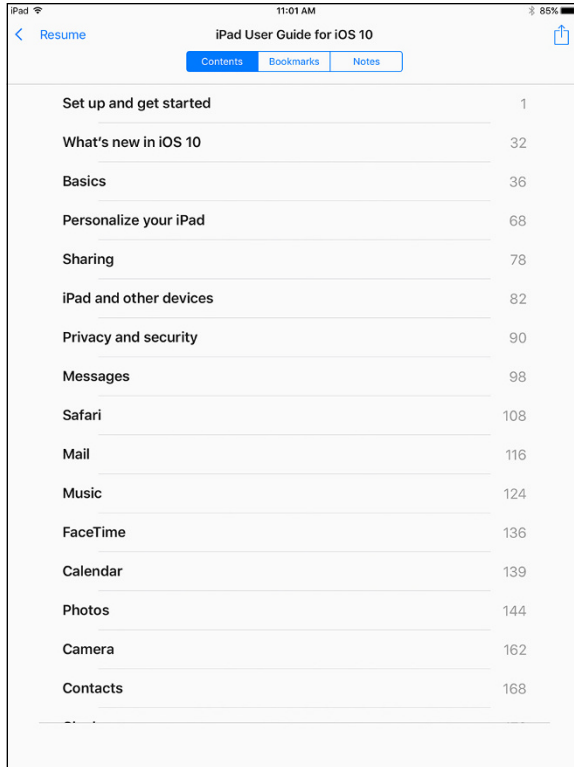 iPad 11:01 AM 85%
Resume iPad User Guide for iOS 10
Contents Bookmarks Notes
Set up and get started 1
What's new in iOS 10 32
Basics 36
Personalize your iPad 68
Sharing 78
iPad and other devices 82
Privacy and security 90
Messages 98
Safari 108
Mail 116
Music 124
FaceTime 136
Calendar 139
Photos 144
Camera 162
Contacts 168